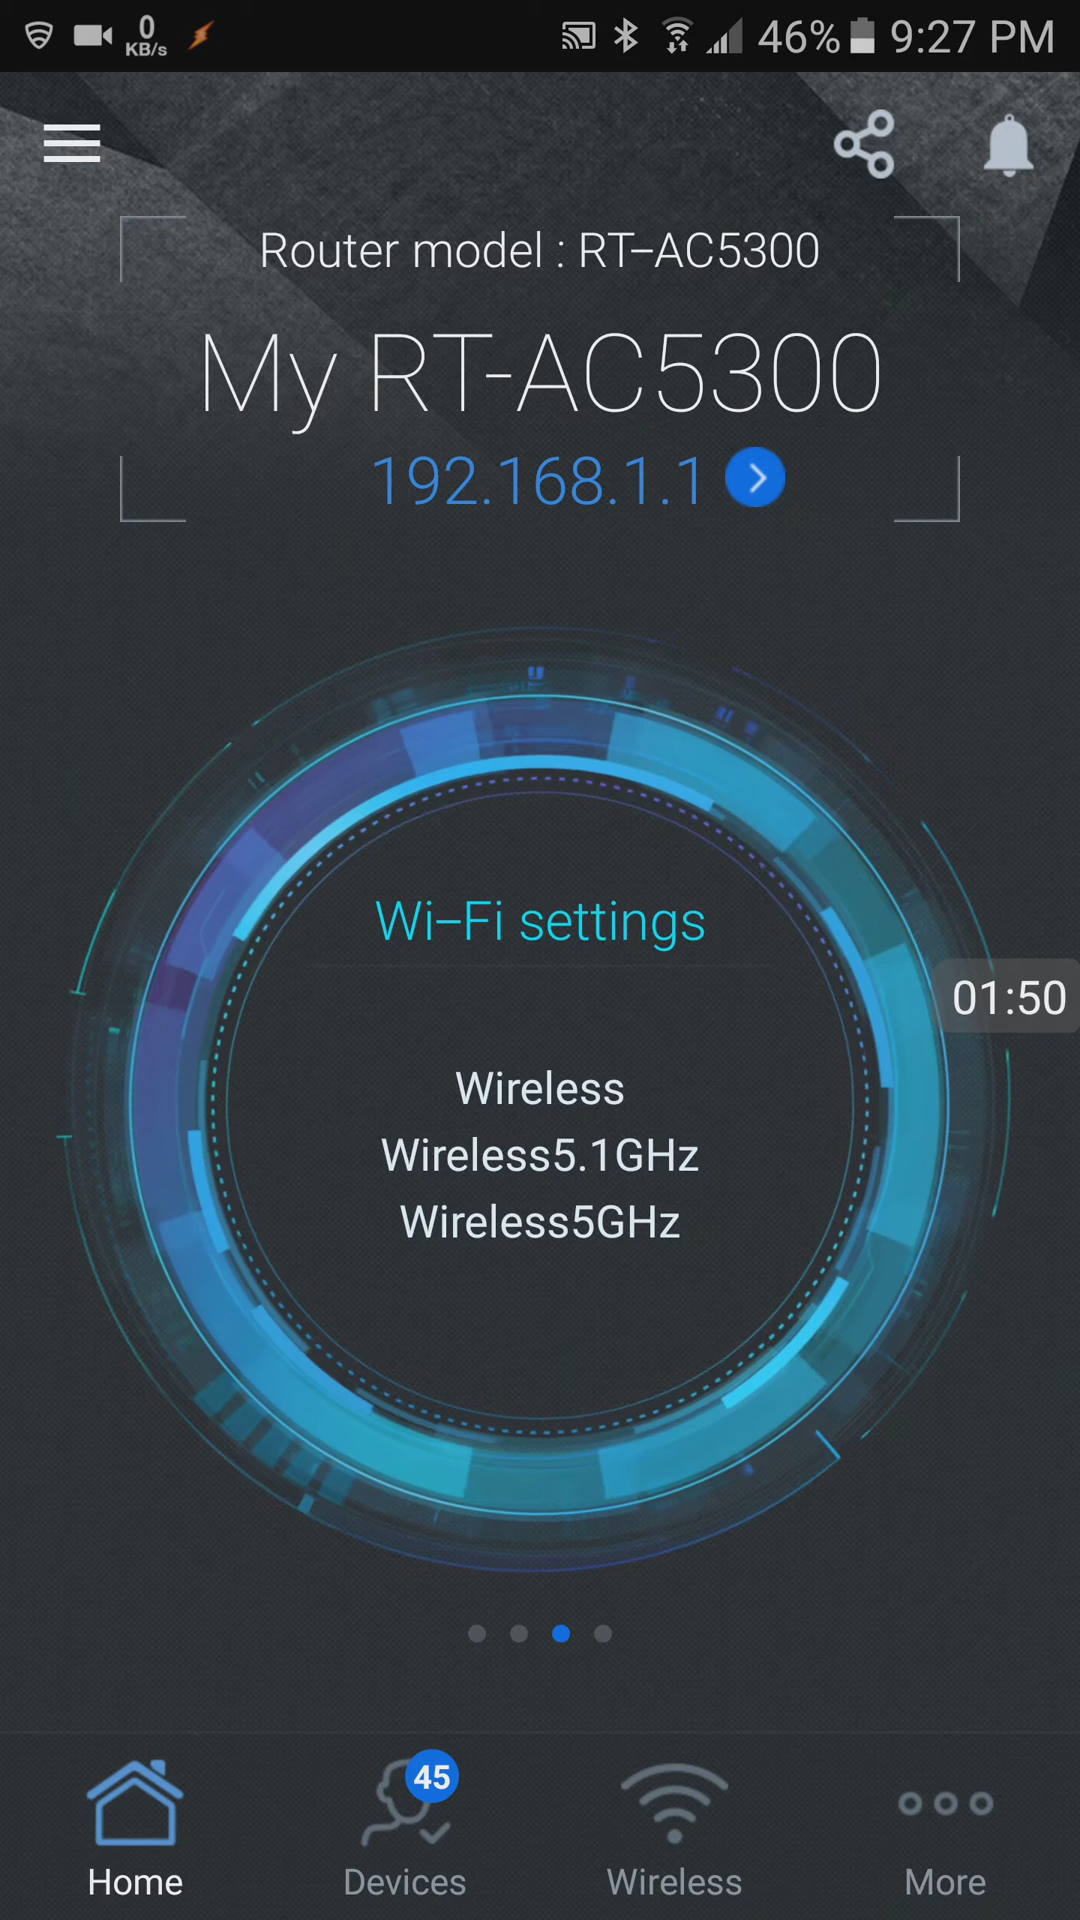 0
KB/s
46% 9:27 PM
Router model : RT-AC5300
My RT-AC5300
192.168.1.1
Wi-Fi settings
01:50
Wireless
Wireless5.1GHz
Wireless5GHz
45
Home Devices Wireless More